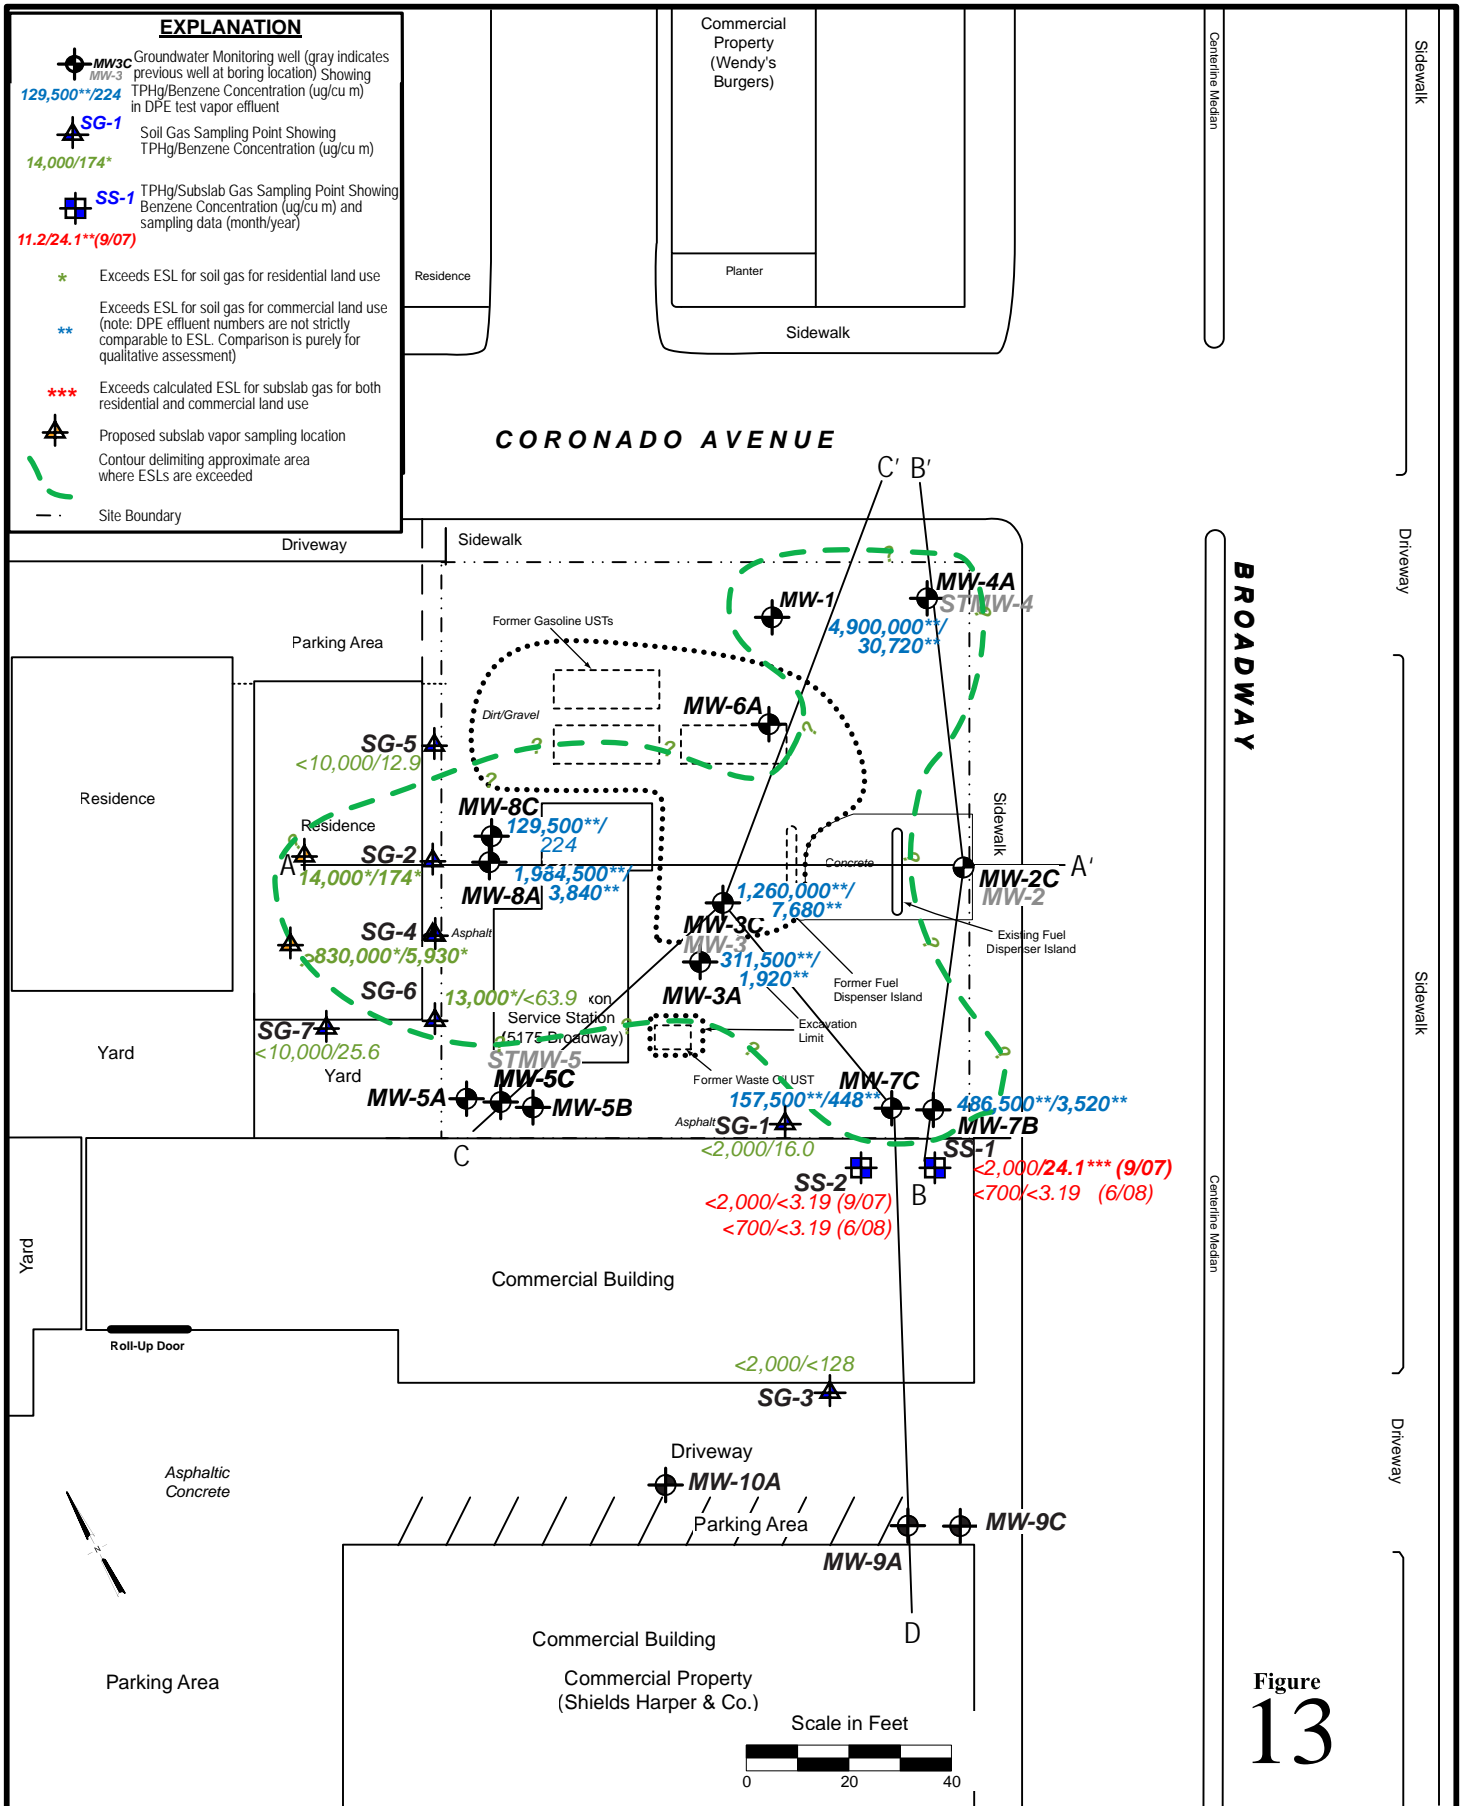 EXPLANATION
MW3C
MW-3
Groundwater Monitoring well (gray indicates
previous well at boring location) Showing
129,500**/224
TPHg/Benzene Concentration (ug/cu m)
in DPE test vapor effluent
SG-1
Soil Gas Sampling Point Showing
TPHg/Benzene Concentration (ug/cu m)
14,000/174*
SS-1
TPHg/Subslab Gas Sampling Point Showing
Benzene Concentration (ug/cu m) and
sampling data (month/year)
11.2/24.1**(9/07)
* Exceeds ESL for soil gas for residential land use
** Exceeds ESL for soil gas for commercial land use
(note: DPE effluent numbers are not strictly
comparable to ESL. Comparison is purely for
qualitative assessment)
*** Exceeds calculated ESL for subslab gas for both
residential and commercial land use
Proposed subslab vapor sampling location
Contour delimiting approximate area
where ESLs are exceeded
Site Boundary
Commercial
Property
(Wendy's
Burgers)
Planter
Sidewalk
Residence
Centerline Median
Sidewalk
CORONADO AVENUE
C'
B'
Driveway
Sidewalk
Driveway
BROADWAY
MW-1
MW-4A
STMW-4
4,900,000**/
30,720**
Former Gasoline USTs
Parking Area
Dirt/Gravel
MW-6A
SG-5
<10,000/12.9
Residence
Residence
MW-8C
129,500**/
224
A
SG-2
14,000*/174*
MW-8A
1,984,500**/
3,840**
Concrete
Sidewalk
A'
MW-2C
MW-2
1,260,000**/
7,680**
MW-3C
MW-3
Existing Fuel
Dispenser Island
SG-4
Asphalt
830,000*/5,930*
311,500**/
1,920**
MW-3A
Former Fuel
Dispenser Island
SG-6
13,000*/<63.9
xon
Service Station
(5175 Broadway)
Excavation
Limit
SG-7
<10,000/25.6
Yard
Yard
STMW-5
MW-5A
MW-5C
MW-5B
Former Waste Oil UST
MW-7C
157,500**/448**
486,500**/3,520**
MW-7B
Asphalt
SG-1
<2,000/16.0
C
SS-1
<2,000/24.1*** (9/07)
<700/<3.19 (6/08)
SS-2
B
<2,000/<3.19 (9/07)
<700/<3.19 (6/08)
Sidewalk
Centerline Median
Yard
Commercial Building
Roll-Up Door
<2,000/<128
SG-3
Driveway
Driveway
Asphaltic
Concrete
MW-10A
Parking Area
MW-9C
MW-9A
N
D
Commercial Building
Commercial Property
(Shields Harper & Co.)
Parking Area
Scale in Feet
0 20 40
Figure
13